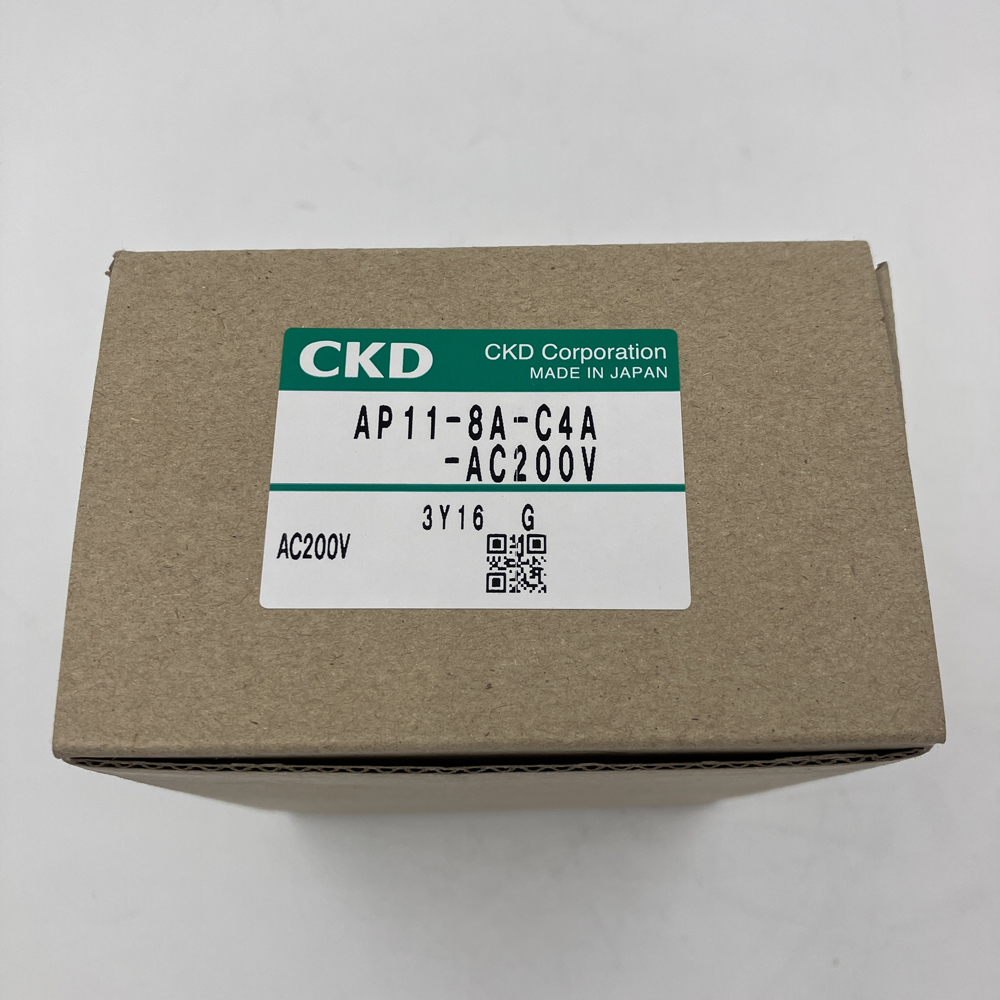 CKD
CKD Corporation
MADE IN JAPAN
AP11-8A-C4A
-AC200V
3Y16 G
AC200V